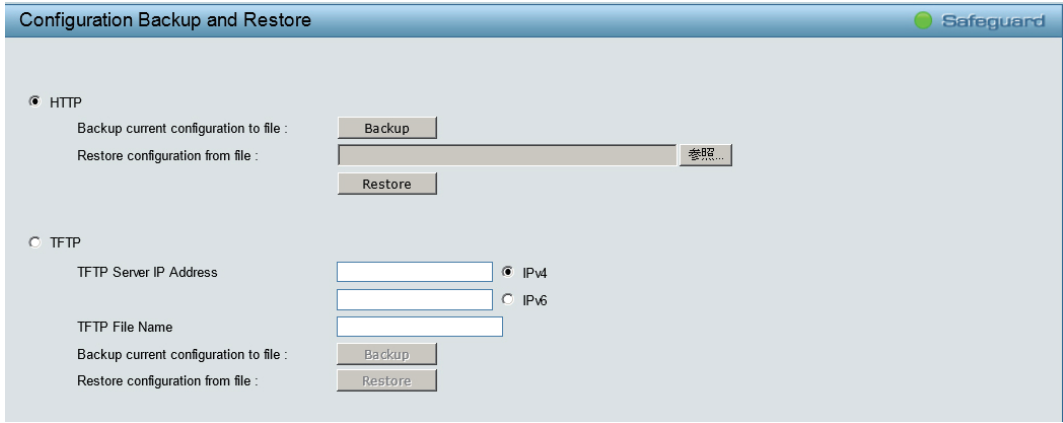 Configuration Backup and Restore Safeguard
HTTP
Backup current configuration to file : Backup
Restore configuration from file : 参照...
Restore
TFTP
TFTP Server IP Address IPv4
IPv6
TFTP File Name
Backup current configuration to file : Backup
Restore configuration from file : Restore